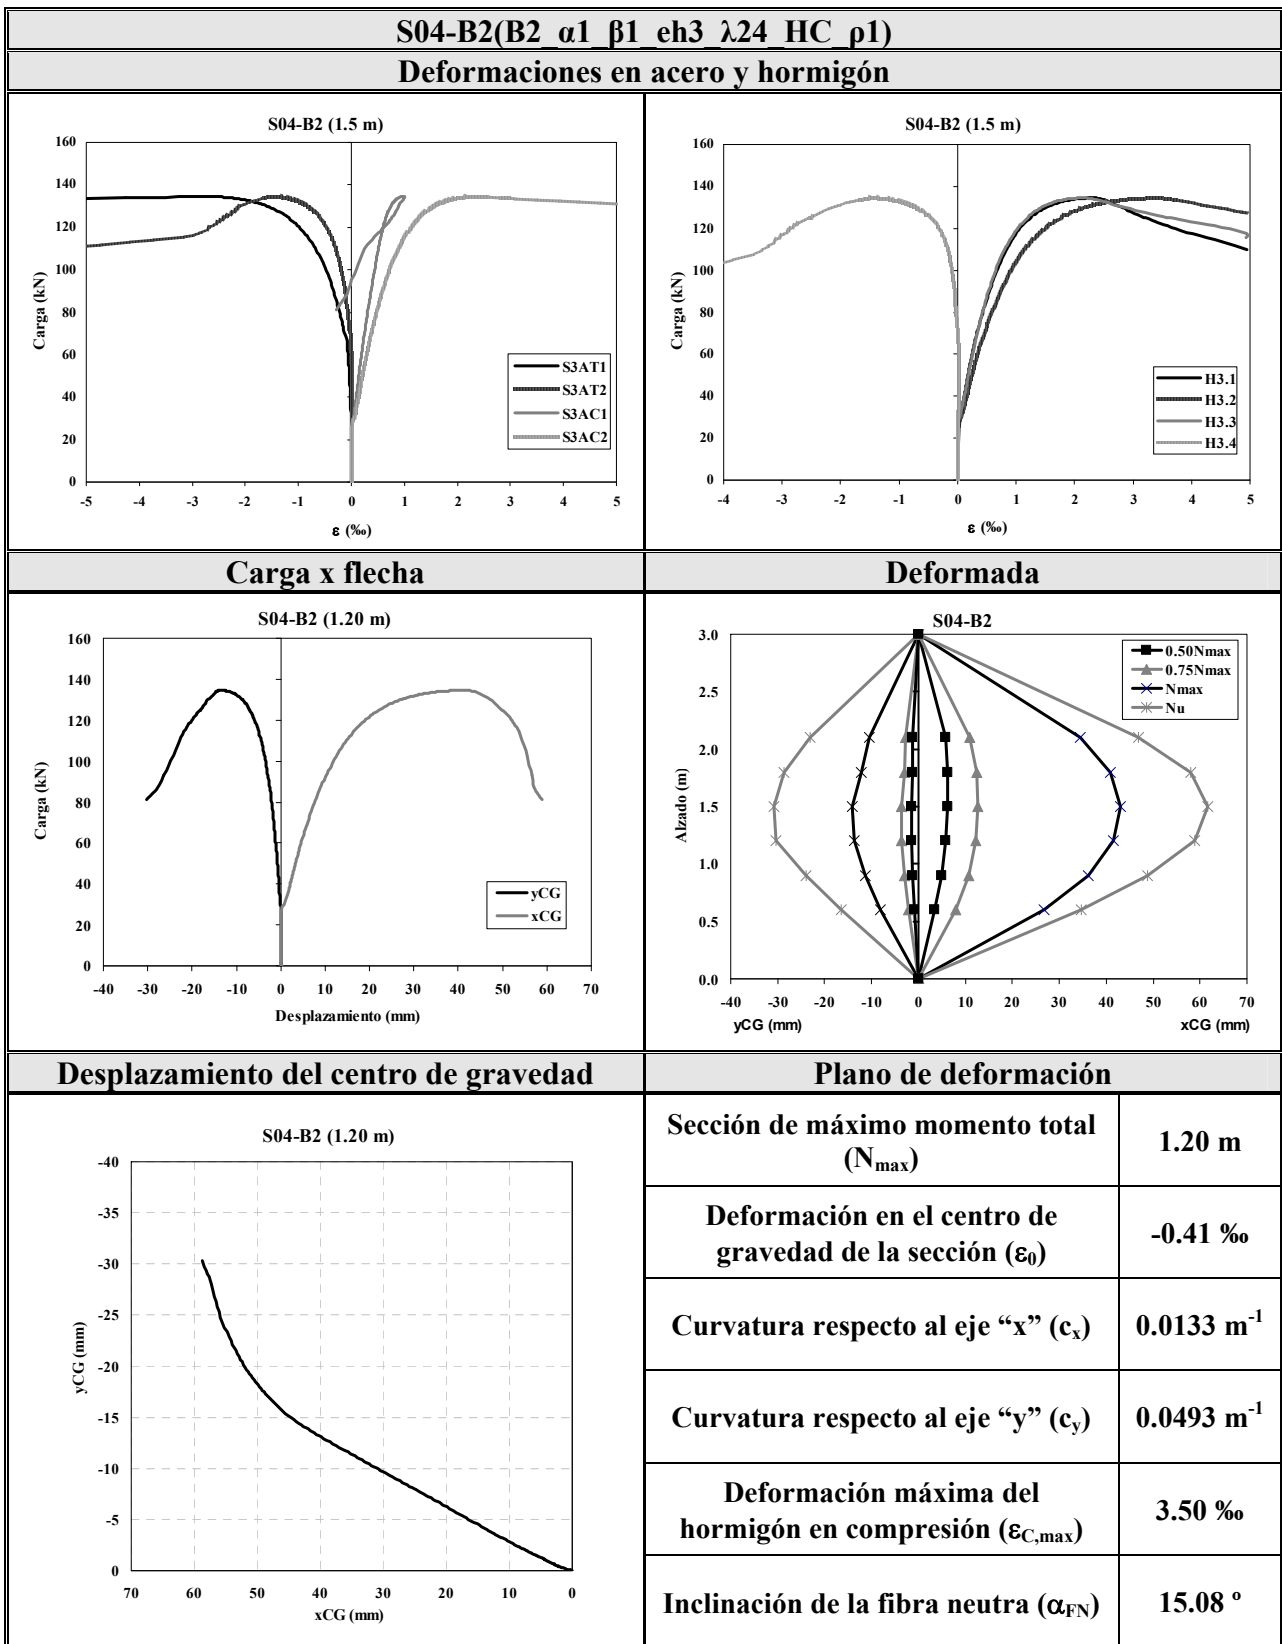 S04-B2(B2_α1_β1_eh3_λ24_HC_ρ1)
Deformaciones en acero y hormigón
S04-B2 (1.5 m)
160
140
120
100
80
60
40
20
0
Carga (kN)
-5 -4 -3 -2 -1 0 1 2 3 4 5
ε (‰)
S3AT1
S3AT2
S3AC1
S3AC2
S04-B2 (1.5 m)
160
140
120
100
80
60
40
20
0
Carga (kN)
-4 -3 -2 -1 0 1 2 3 4 5
ε (‰)
H3.1
H3.2
H3.3
H3.4
Carga x flecha
Deformada
S04-B2 (1.20 m)
160
140
120
100
80
60
40
20
0
Carga (kN)
-40 -30 -20 -10 0 10 20 30 40 50 60 70
Desplazamiento (mm)
yCG
xCG
S04-B2
3.0
2.5
2.0
1.5
1.0
0.5
0.0
Alzado (m)
-40 -30 -20 -10 0 10 20 30 40 50 60 70
yCG (mm) xCG (mm)
0.50Nmax
0.75Nmax
Nmax
Nu
Desplazamiento del centro de gravedad
Plano de deformación
S04-B2 (1.20 m)
-40
-35
-30
-25
-20
-15
-10
-5
0
yCG (mm)
70 60 50 40 30 20 10 0
xCG (mm)
Sección de máximo momento total
(Nmax)
1.20 m
Deformación en el centro de
gravedad de la sección (ε0)
-0.41 ‰
Curvatura respecto al eje “x” (cx)
0.0133 m-1
Curvatura respecto al eje “y” (cy)
0.0493 m-1
Deformación máxima del
hormigón en compresión (εC,max)
3.50 ‰
Inclinación de la fibra neutra (αFN)
15.08 º